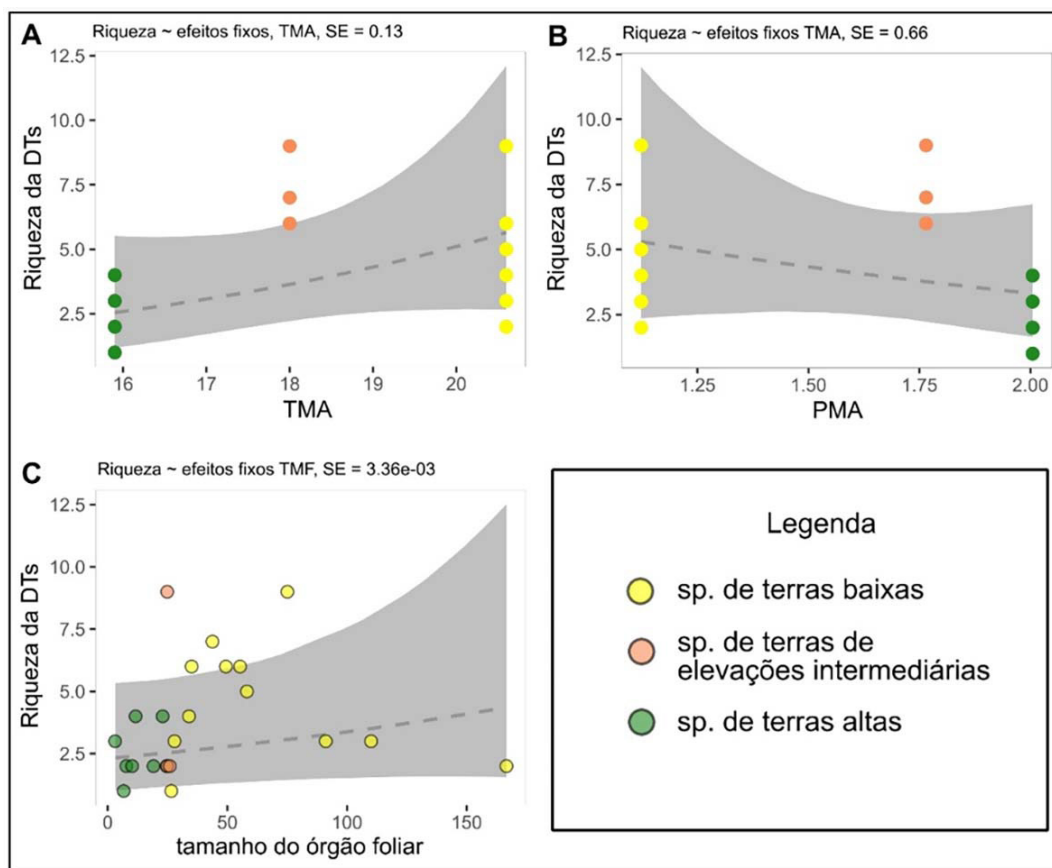 A
Riqueza ~ efeitos fixos, TMA, SE = 0.13
Riqueza da DTs
12.5
10.0
7.5
5.0
2.5
16 17 18 19 20
TMA
B
Riqueza ~ efeitos fixos TMA, SE = 0.66
Riqueza da DTs
12.5
10.0
7.5
5.0
2.5
1.25 1.50 1.75 2.00
PMA
C
Riqueza ~ efeitos fixos TMF, SE = 3.36e-03
Riqueza da DTs
12.5
10.0
7.5
5.0
2.5
0 50 100 150
tamanho do órgão foliar
Legenda
sp. de terras baixas
sp. de terras de
elevações intermediáirias
sp. de terras altas